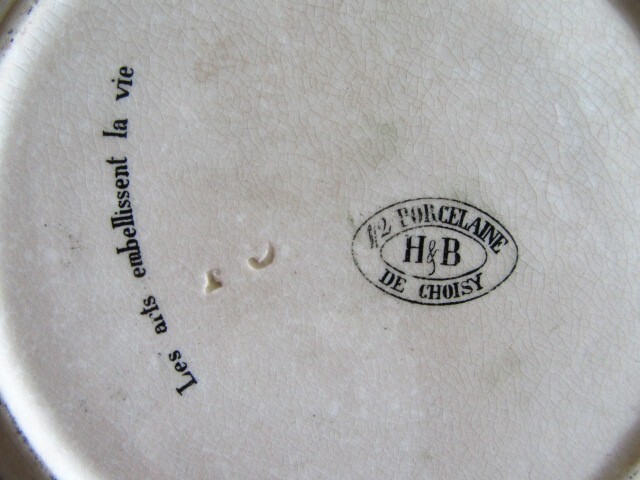 Les arts embellissent la vie
1/2 PORCELAINE
H & B
DE CHOISY